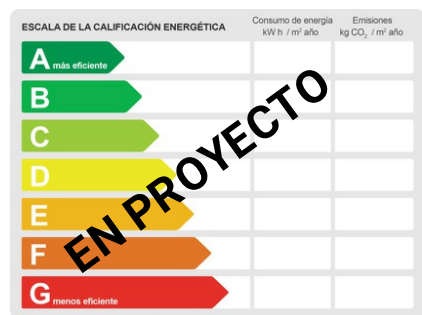 ESCALA DE LA CALIFICACIÓN ENERGÉTICA
Consumo de energía
kW h / m² año
Emisiones
kg CO₂ / m² año
A más eficiente
B
C
D
E
F
G menos eficiente
EN PROYECTO